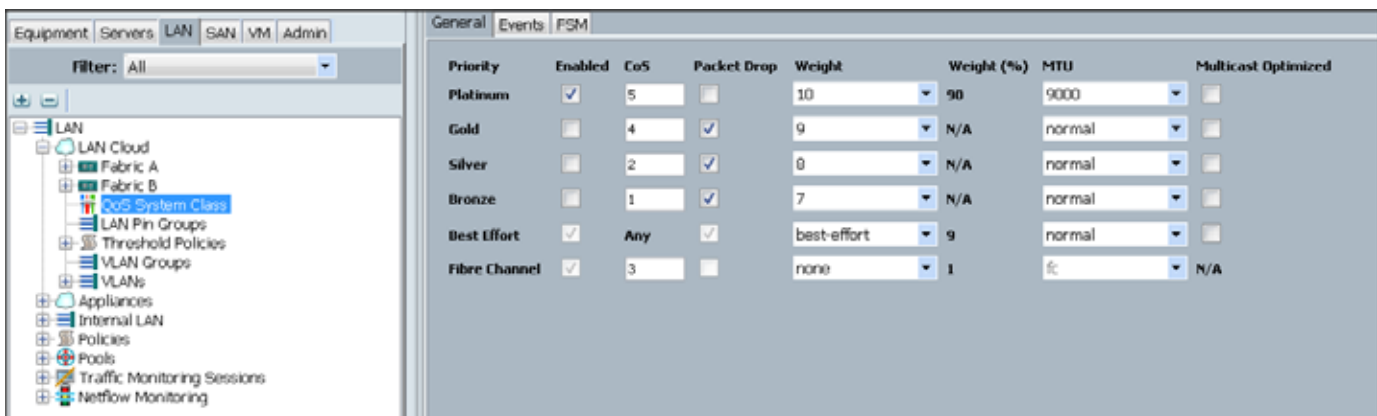 Equipment Servers LAN SAN VM Admin
Filter: All
LAN
LAN Cloud
Fabric A
Fabric B
QoS System Class
LAN Pin Groups
Threshold Policies
VLAN Groups
VLANs
Appliances
Internal LAN
Policies
Pools
Traffic Monitoring Sessions
Netflow Monitoring
General Events FSM
Priority Enabled CoS Packet Drop Weight Weight (%) MTU Multicast Optimized
Platinum 5 10 90 9000
Gold 4 9 N/A normal
Silver 2 8 N/A normal
Bronze 1 7 N/A normal
Best Effort Any best-effort 9 normal
Fibre Channel 3 none 1 fc N/A